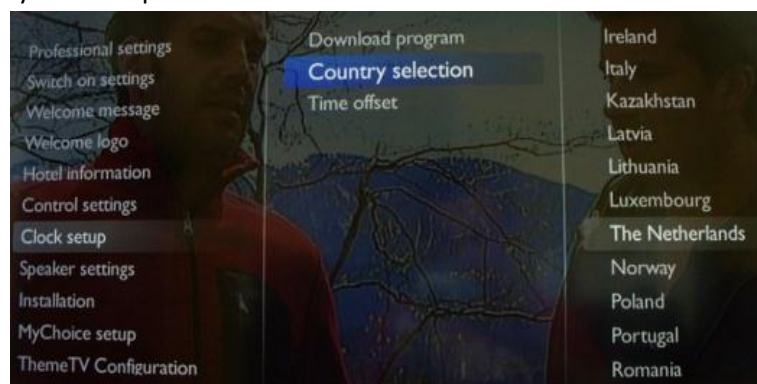 Professional settings
Switch on settings
Welcome message
Welcome logo
Hotel information
Control settings
Clock setup
Speaker settings
Installation
MyChoice setup
ThemeTV Configuration
Download program
Country selection
Time offset
Ireland
Italy
Kazakhstan
Latvia
Lithuania
Luxembourg
The Netherlands
Norway
Poland
Portugal
Romania